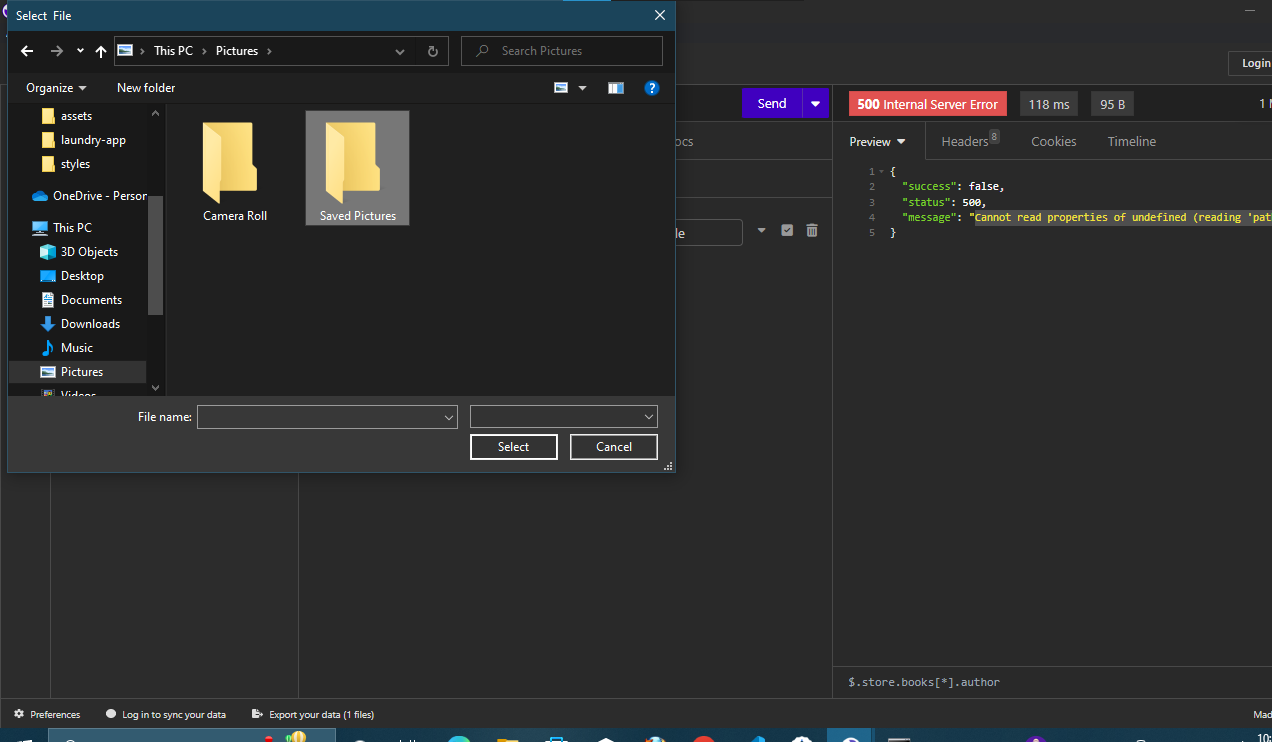 Select File
This PC
Pictures
Search Pictures
Organize
New folder
assets
laundry-app
styles
OneDrive - Person
This PC
3D Objects
Desktop
Documents
Downloads
Music
Pictures
Videos
Camera Roll
Saved Pictures
File name:
Select
Cancel
Login
Send
500 Internal Server Error
118 ms
95 B
1 M
ocs
Preview
Headers 8
Cookies
Timeline
le
1 {
2 "success": false,
3 "status": 500,
4 "message": "Cannot read properties of undefined (reading 'pat
5 }
$.store.books[*].author
Preferences
Log in to sync your data
Export your data (1 files)
Mad
10: